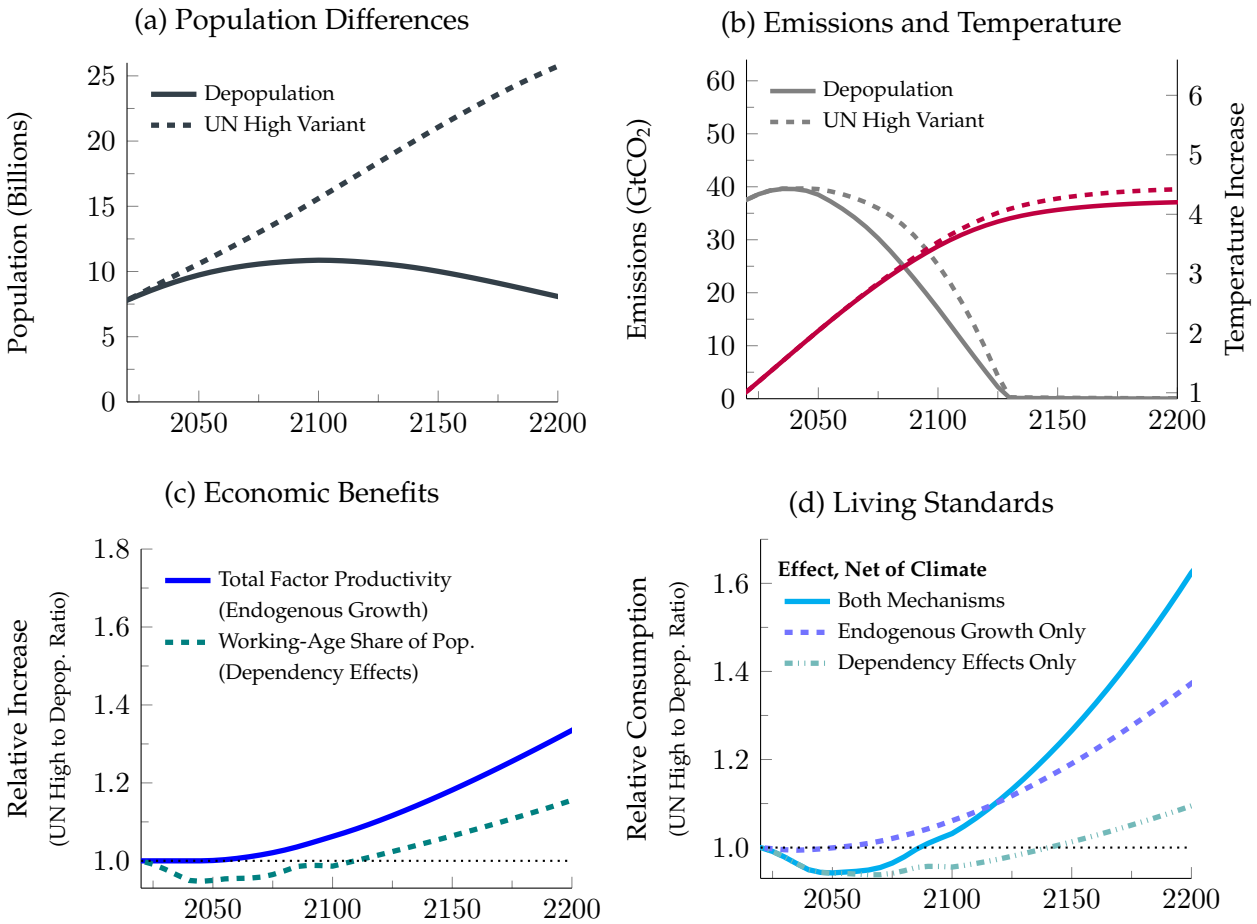 (a) Population Differences
Population (Billions)
25
20
15
10
5
0
Depopulation
UN High Variant
2050
2100
2150
2200
(b) Emissions and Temperature
Emissions (GtCO₂)
60
50
40
30
20
10
0
Depopulation
UN High Variant
6
5
4
3
2
1
Temperature Increase
2050
2100
2150
2200
(c) Economic Benefits
Relative Increase
(UN High to Depop. Ratio)
1.8
1.6
1.4
1.2
1.0
Total Factor Productivity
(Endogenous Growth)
Working-Age Share of Pop.
(Dependency Effects)
2050
2100
2150
2200
(d) Living Standards
Relative Consumption
(UN High to Depop. Ratio)
1.6
1.4
1.2
1.0
Effect, Net of Climate
Both Mechanisms
Endogenous Growth Only
Dependency Effects Only
2050
2100
2150
2200